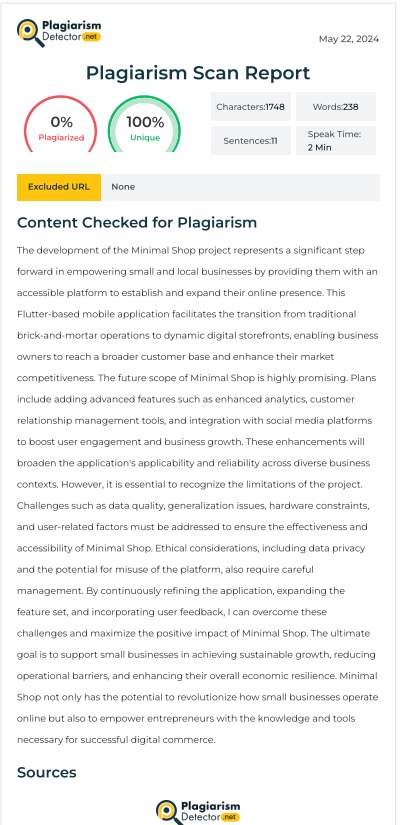 Plagiarism
Detector.net
May 22, 2024
Plagiarism Scan Report
0%
Plagiarized
100%
Unique
Characters:1748
Words:238
Sentences:11
Speak Time:
2 Min
Excluded URL
None
Content Checked for Plagiarism
The development of the Minimal Shop project represents a significant step
forward in empowering small and local businesses by providing them with an
accessible platform to establish and expand their online presence. This
Flutter-based mobile application facilitates the transition from traditional
brick-and-mortar operations to dynamic digital storefronts, enabling business
owners to reach a broader customer base and enhance their market
competitiveness. The future scope of Minimal Shop is highly promising. Plans
include adding advanced features such as enhanced analytics, customer
relationship management tools, and integration with social media platforms
to boost user engagement and business growth. These enhancements will
broaden the application's applicability and reliability across diverse business
contexts. However, it is essential to recognize the limitations of the project.
Challenges such as data quality, generalization issues, hardware constraints,
and user-related factors must be addressed to ensure the effectiveness and
accessibility of Minimal Shop. Ethical considerations, including data privacy
and the potential for misuse of the platform, also require careful
management. By continuously refining the application, expanding the
feature set, and incorporating user feedback, I can overcome these
challenges and maximize the positive impact of Minimal Shop. The ultimate
goal is to support small businesses in achieving sustainable growth, reducing
operational barriers, and enhancing their overall economic resilience. Minimal
Shop not only has the potential to revolutionize how small businesses operate
online but also to empower entrepreneurs with the knowledge and tools
necessary for successful digital commerce.
Sources
Plagiarism
Detector.net